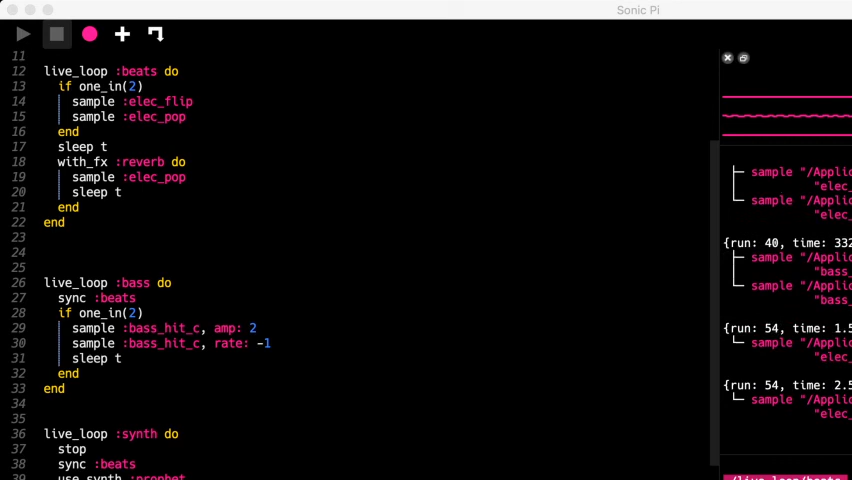 Sonic Pi
11
12 live_loop :beats do
13 if one_in(2)
14 sample :elec_flip
15 sample :elec_pop
16 end
17 sleep t
18 with_fx :reverb do
19 sample :elec_pop
20 sleep t
21 end
22 end
23
24
25
26 live_loop :bass do
27 sync :beats
28 if one_in(2)
29 sample :bass_hit_c, amp: 2
30 sample :bass_hit_c, rate: -1
31 sleep t
32 end
33 end
34
35
36 live_loop :synth do
37 stop
38 sync :beats
39 use_synth :prophet
sample "/Applic
"elec_
sample "/Applic
"elec_
{run: 40, time: 332
sample "/Applic
"bass_
sample "/Applic
"bass_
{run: 54, time: 1.5
sample "/Applic
"elec_
{run: 54, time: 2.5
sample "/Applic
"elec_
/live_loop/beats